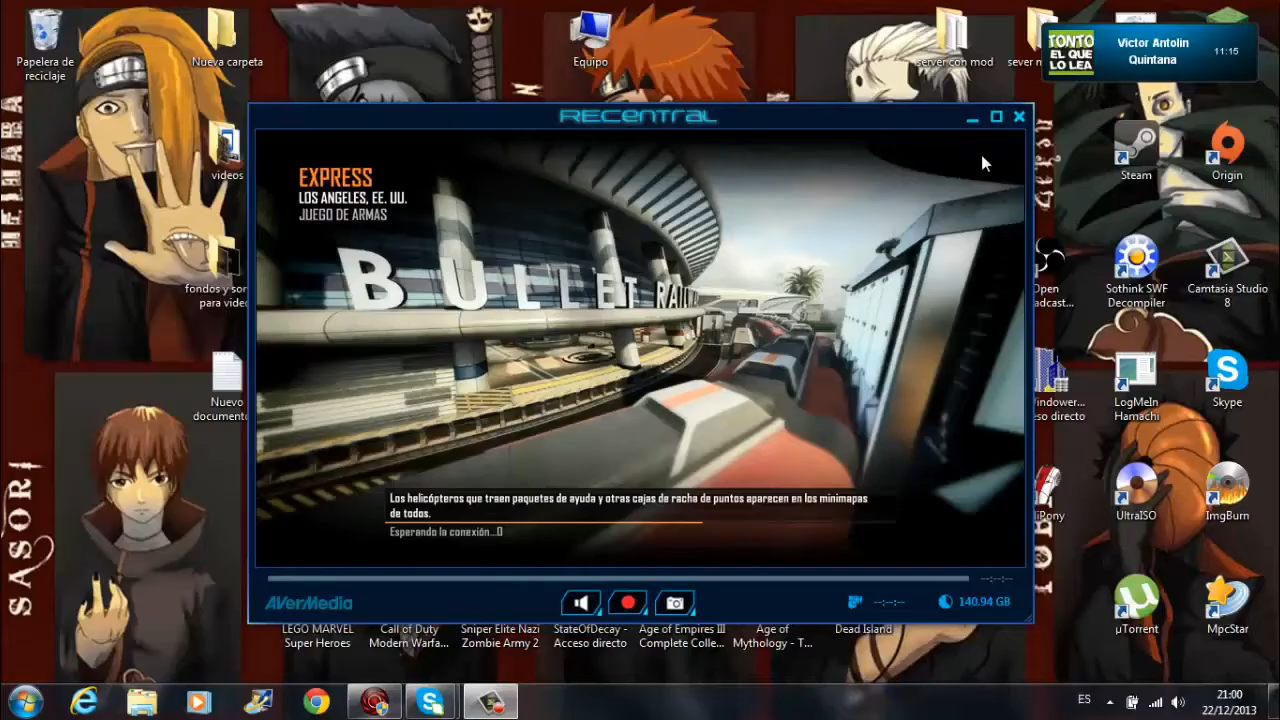 Papelera de
reciclaje
Nueva carpeta
Equipo
server con mod
TONTO
EL QUE
LO LEA
Victor Antolin
Quintana
11:15
videos
fondos y son
para video
Nuevo
documento
SASORI
Steam
Origin
Open
Sothink SWF
Decompiler
Camtasia Studio
8
LogMeIn
Hamachi
Skype
UltraISO
ImgBurn
µTorrent
MpcStar
RECENTRAL
EXPRESS
LOS ANGELES, EE. UU.
JUEGO DE ARMAS
BULLET RAILWAY
Los helicópteros que traen paquetes de ayuda y otras cajas de racha de puntos aparecen en los minimapas
de todos.
Esperando la conexión...0
--:--:--
AVerMedia
--:--:--
140.94 GB
LEGO MARVEL
Super Heroes
Call of Duty
Modern Warfa...
Sniper Elite Nazi
Zombie Army 2
StateOfDecay -
Acceso directo
Age of Empires III
Complete Colle...
Age of
Mythology - T...
Dead Island
ES
21:00
22/12/2013